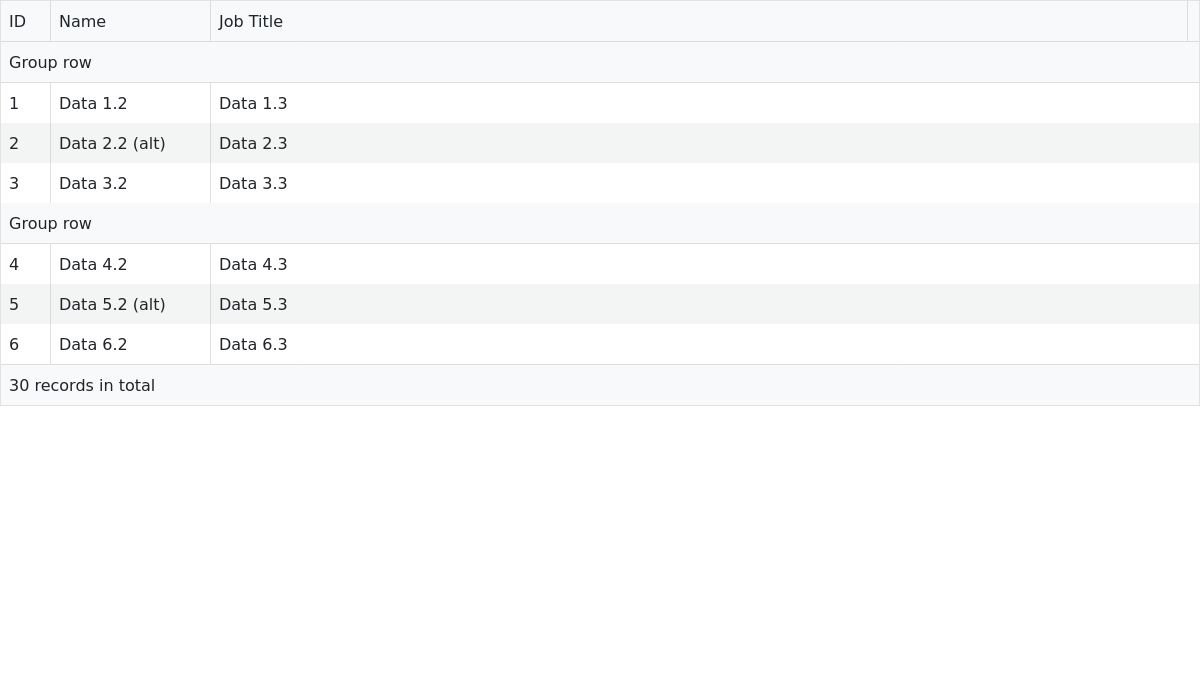 ID Name Job Title
Group row
1 Data 1.2 Data 1.3
2 Data 2.2 (alt) Data 2.3
3 Data 3.2 Data 3.3
Group row
4 Data 4.2 Data 4.3
5 Data 5.2 (alt) Data 5.3
6 Data 6.2 Data 6.3
30 records in total